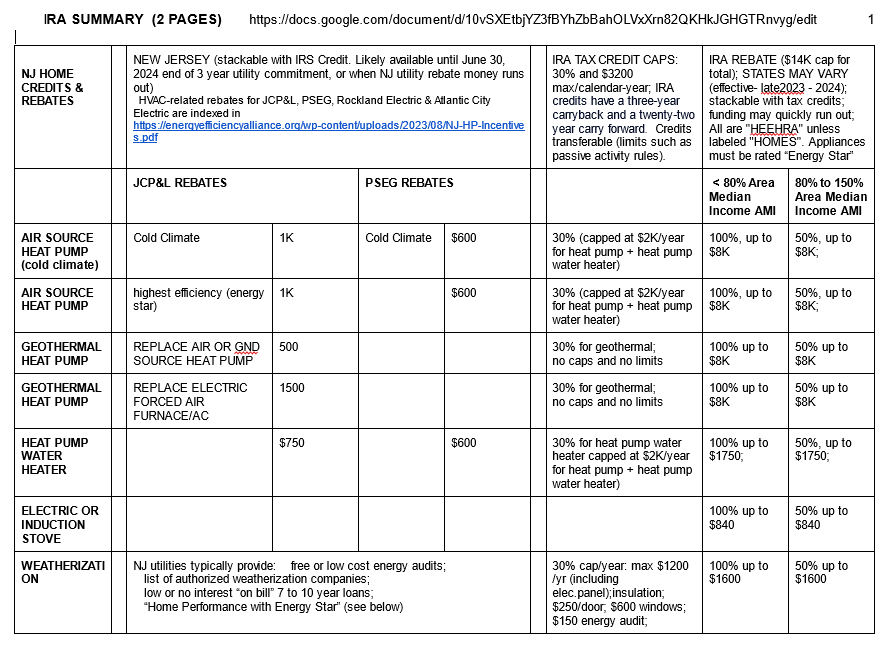 IRA SUMMARY (2 PAGES) https://docs.google.com/document/d/10vSXEtbjYZ3fBYhZbBahOLVxXrn82QKHkJGHGTRnvyg/edit 1
NJ HOME
CREDITS &
REBATES
NEW JERSEY (stackable with IRS Credit. Likely available until June 30,
2024 end of 3 year utility commitment, or when NJ utility rebate money runs
out)
HVAC-related rebates for JCP&L, PSEG, Rockland Electric & Atlantic City
Electric are indexed in
https://energyefficiencyalliance.org/wp-content/uploads/2023/08/NJ-HP-Incentive
s.pdf
IRA TAX CREDIT CAPS:
30% and $3200
max/calendar-year; IRA
credits have a three-year
carryback and a twenty-two
year carry forward. Credits
transferable (limits such as
passive activity rules).
IRA REBATE ($14K cap for
total); STATES MAY VARY
(effective- late2023 - 2024);
stackable with tax credits;
funding may quickly run out;
All are "HEEHRA" unless
labeled "HOMES". Appliances
must be rated “Energy Star”
JCP&L REBATES
PSEG REBATES
< 80% Area
Median
Income AMI
80% to 150%
Area Median
Income AMI
AIR SOURCE
HEAT PUMP
(cold climate)
Cold Climate
1K
Cold Climate
$600
30% (capped at $2K/year
for heat pump + heat pump
water heater)
100%, up to
$8K
50%, up to
$8K;
AIR SOURCE
HEAT PUMP
highest efficiency (energy
star)
1K
$600
30% (capped at $2K/year
for heat pump + heat pump
water heater)
100%, up to
$8K
50%, up to
$8K;
GEOTHERMAL
HEAT PUMP
REPLACE AIR OR GND
SOURCE HEAT PUMP
500
30% for geothermal;
no caps and no limits
100% up to
$8K
50% up to
$8K
GEOTHERMAL
HEAT PUMP
REPLACE ELECTRIC
FORCED AIR
FURNACE/AC
1500
30% for geothermal;
no caps and no limits
100% up to
$8K
50% up to
$8K
HEAT PUMP
WATER
HEATER
$750
$600
30% for heat pump water
heater capped at $2K/year
for heat pump + heat pump
water heater)
100% up to
$1750;
50%, up to
$1750;
ELECTRIC OR
INDUCTION
STOVE
100% up to
$840
50% up to
$840
WEATHERIZATI
ON
NJ utilities typically provide: free or low cost energy audits;
list of authorized weatherization companies;
low or no interest “on bill” 7 to 10 year loans;
“Home Performance with Energy Star” (see below)
30% cap/year: max $1200
/yr (including
elec.panel);insulation;
$250/door; $600 windows;
$150 energy audit;
100% up to
$1600
50% up to
$1600